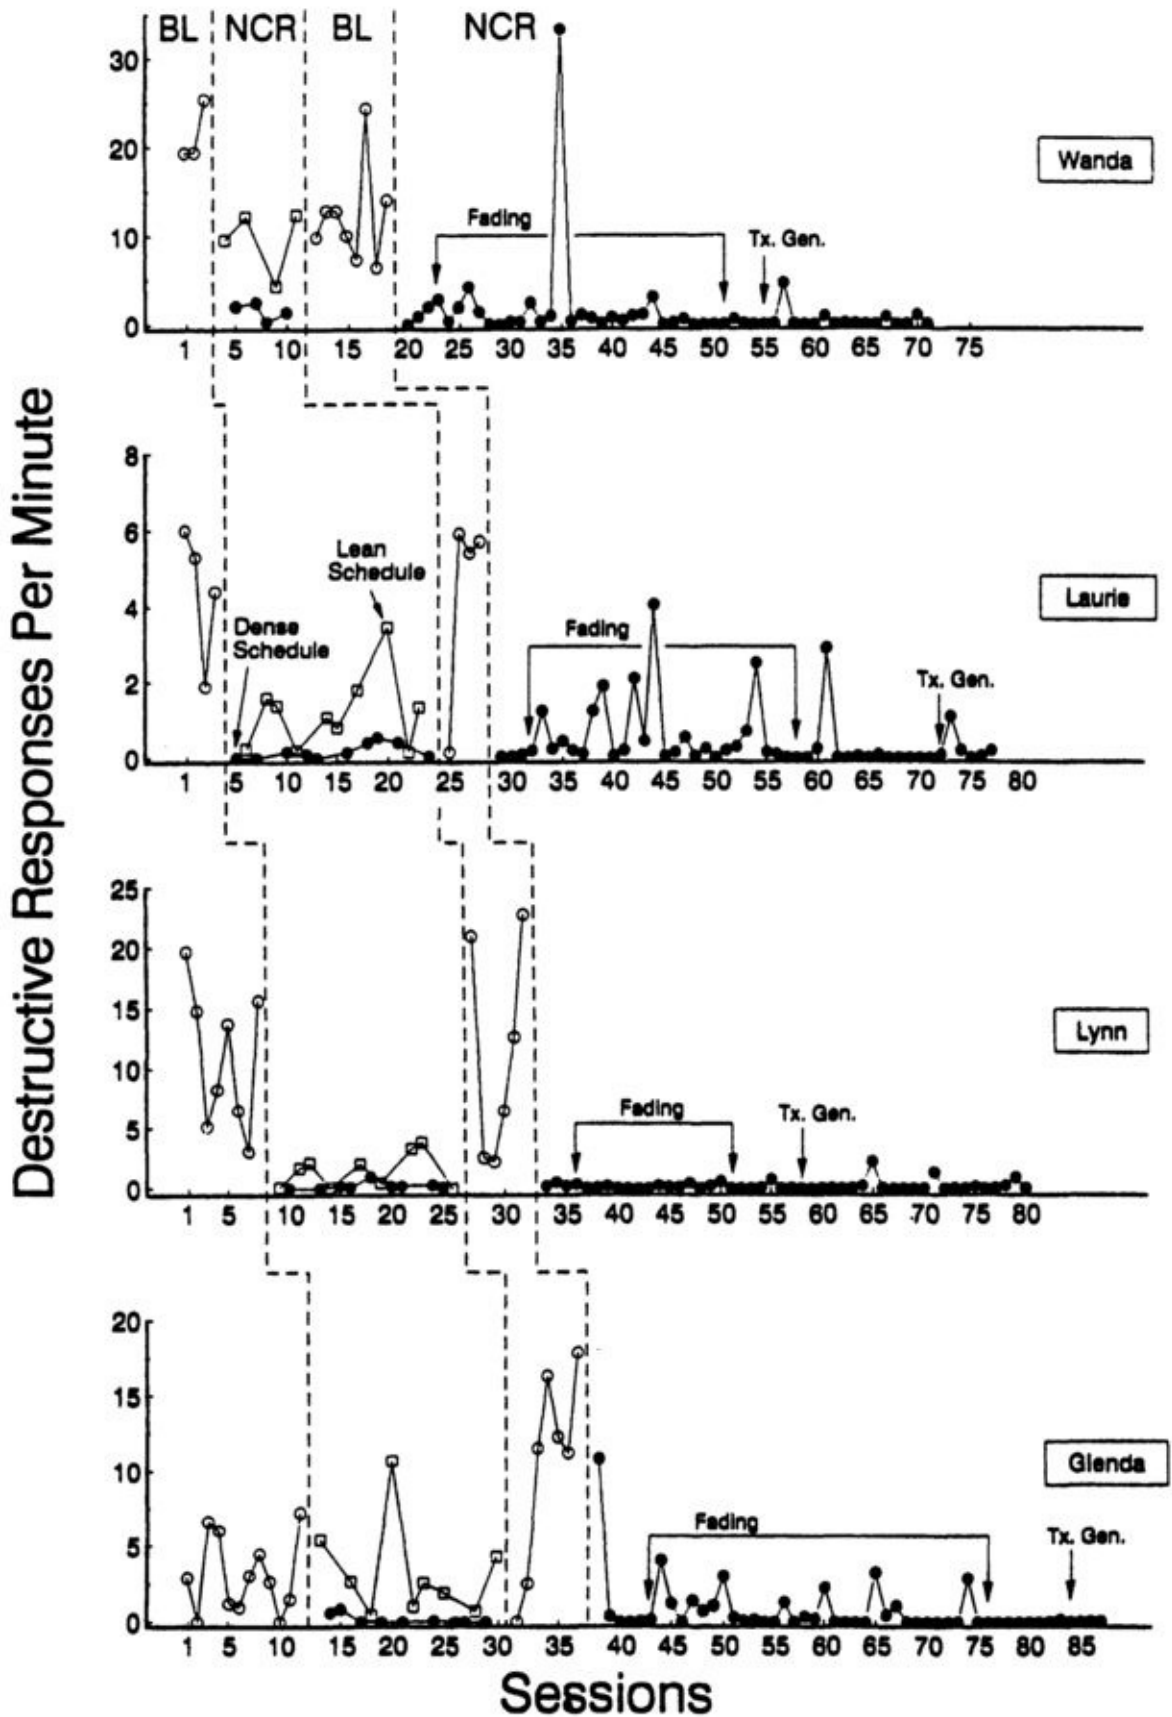 BL NCR BL NCR
30
20
10
0
Fading
Tx. Gen.
Wanda
1 5 10 15 20 25 30 35 40 45 50 55 60 65 70 75
8
6
4
2
0
Dense
Schedule
Lean
Schedule
Fading
Tx. Gen.
Laurie
1 5 10 15 20 25 30 35 40 45 50 55 60 65 70 75 80
25
20
15
10
5
0
Fading
Tx. Gen.
Lynn
1 5 10 15 20 25 30 35 40 45 50 55 60 65 70 75 80
20
15
10
5
0
Fading
Tx. Gen.
Glenda
1 5 10 15 20 25 30 35 40 45 50 55 60 65 70 75 80 85
Destructive Responses Per Minute
Sessions